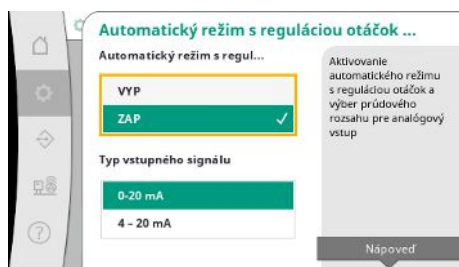 Automatický režim s reguláciou otáčok ...
Automatický režim s regul...
VYP
ZAP
Typ vstupného signálu
0-20 mA
4 – 20 mA
Aktivovanie
automatického režimu
s reguláciou otáčok a
výber prúdového
rozsahu pre analógový
vstup
Nápoveď